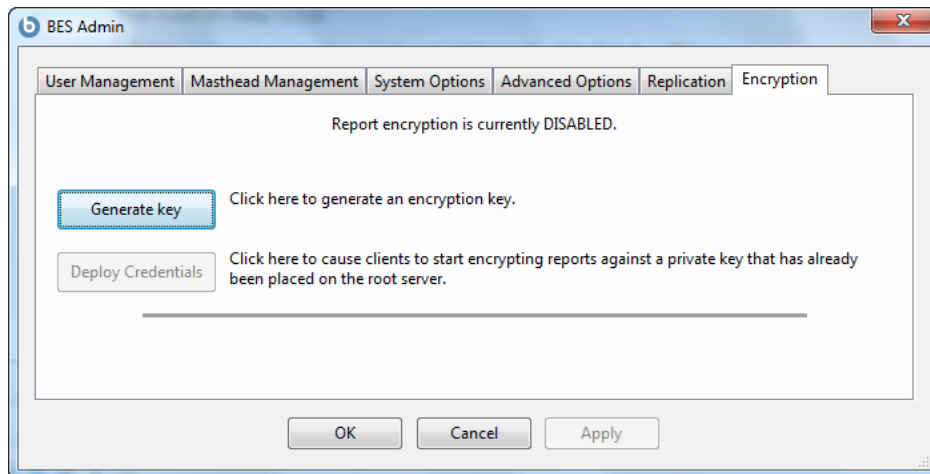 BES Admin
User Management Masthead Management System Options Advanced Options Replication Encryption
Report encryption is currently DISABLED.
Generate key
Click here to generate an encryption key.
Deploy Credentials
Click here to cause clients to start encrypting reports against a private key that has already
been placed on the root server.
OK Cancel Apply